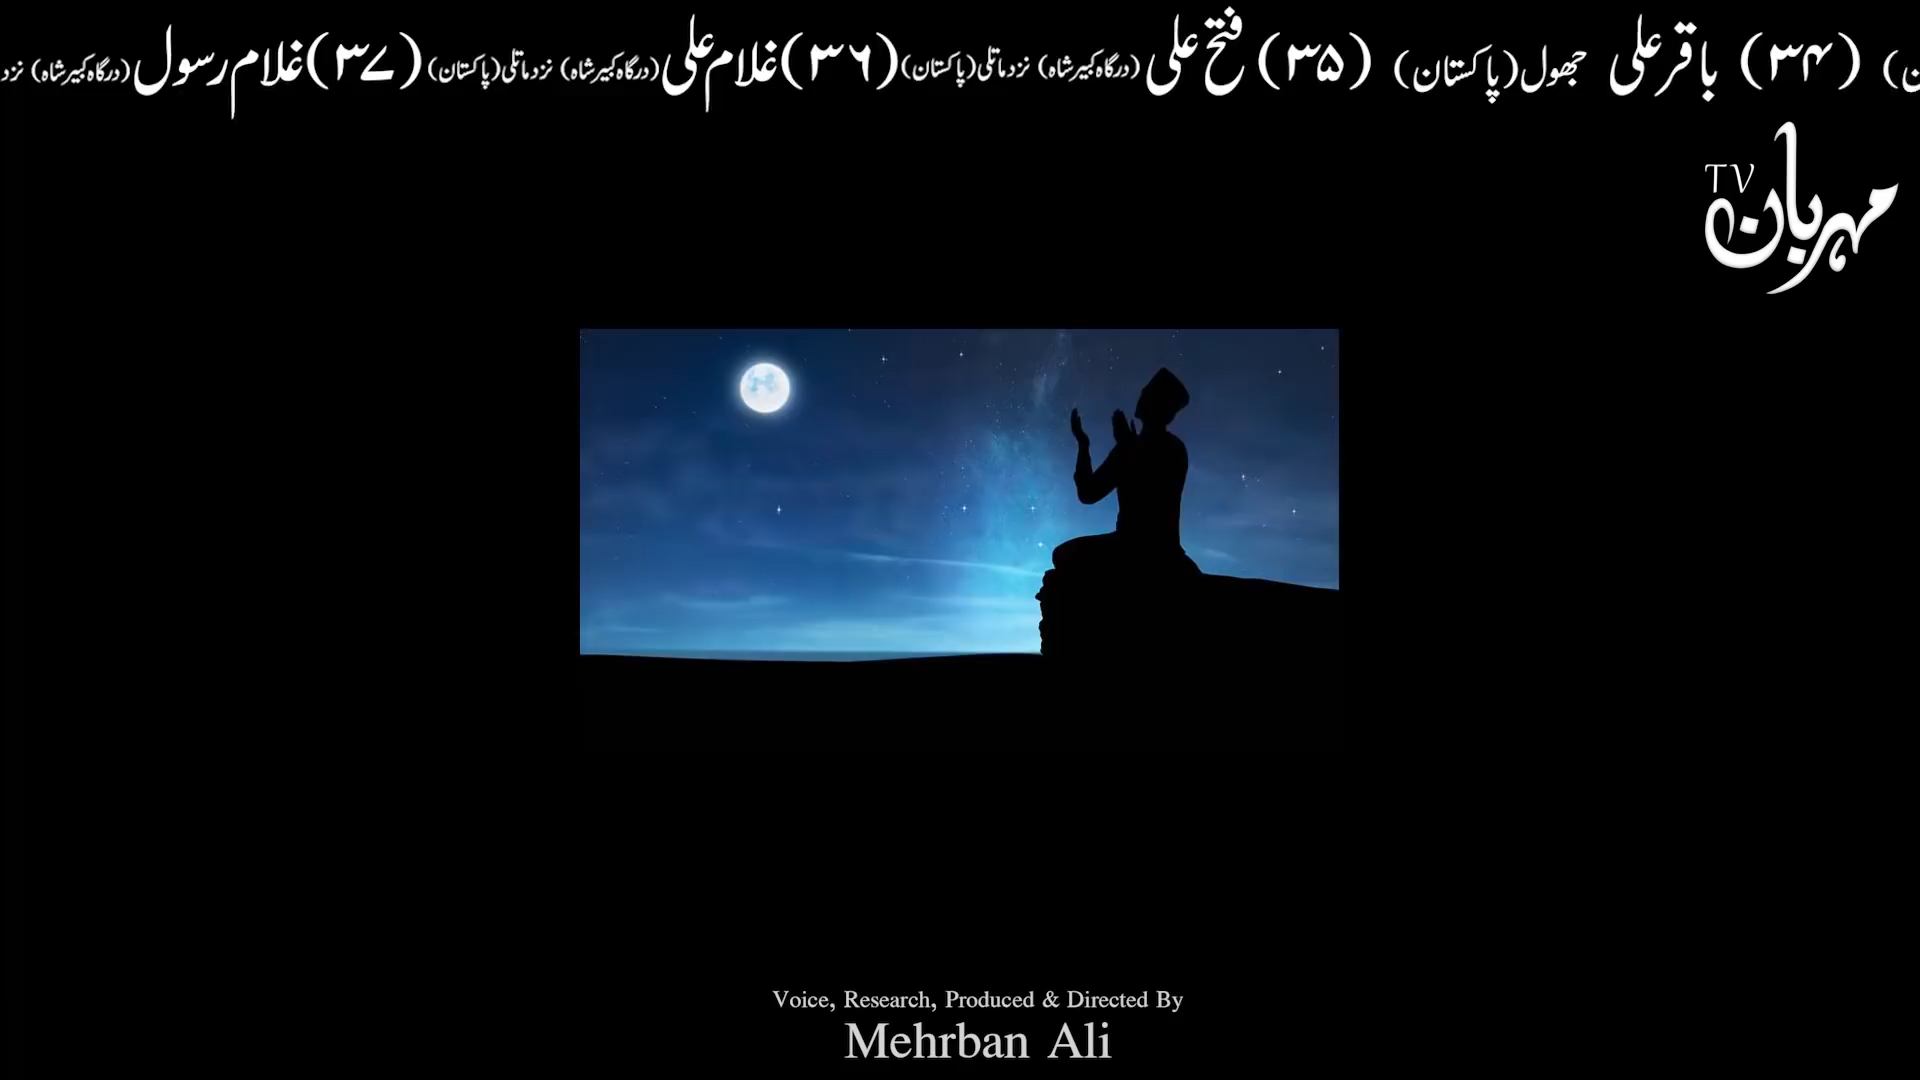 ن) (۳۴) باقر علی جھول (پاکستان) (۳۵) فتح علی (درگاہ کبیر شاہ) نزد ماتلی (پاکستان) (۳۶) غلام علی (درگاہ کبیر شاہ) نزد ماتلی (پاکستان) (۳۷) غلام رسول (درگاہ کبیر شاہ) نزد
مہربان TV
Voice, Research, Produced & Directed By
Mehrban Ali